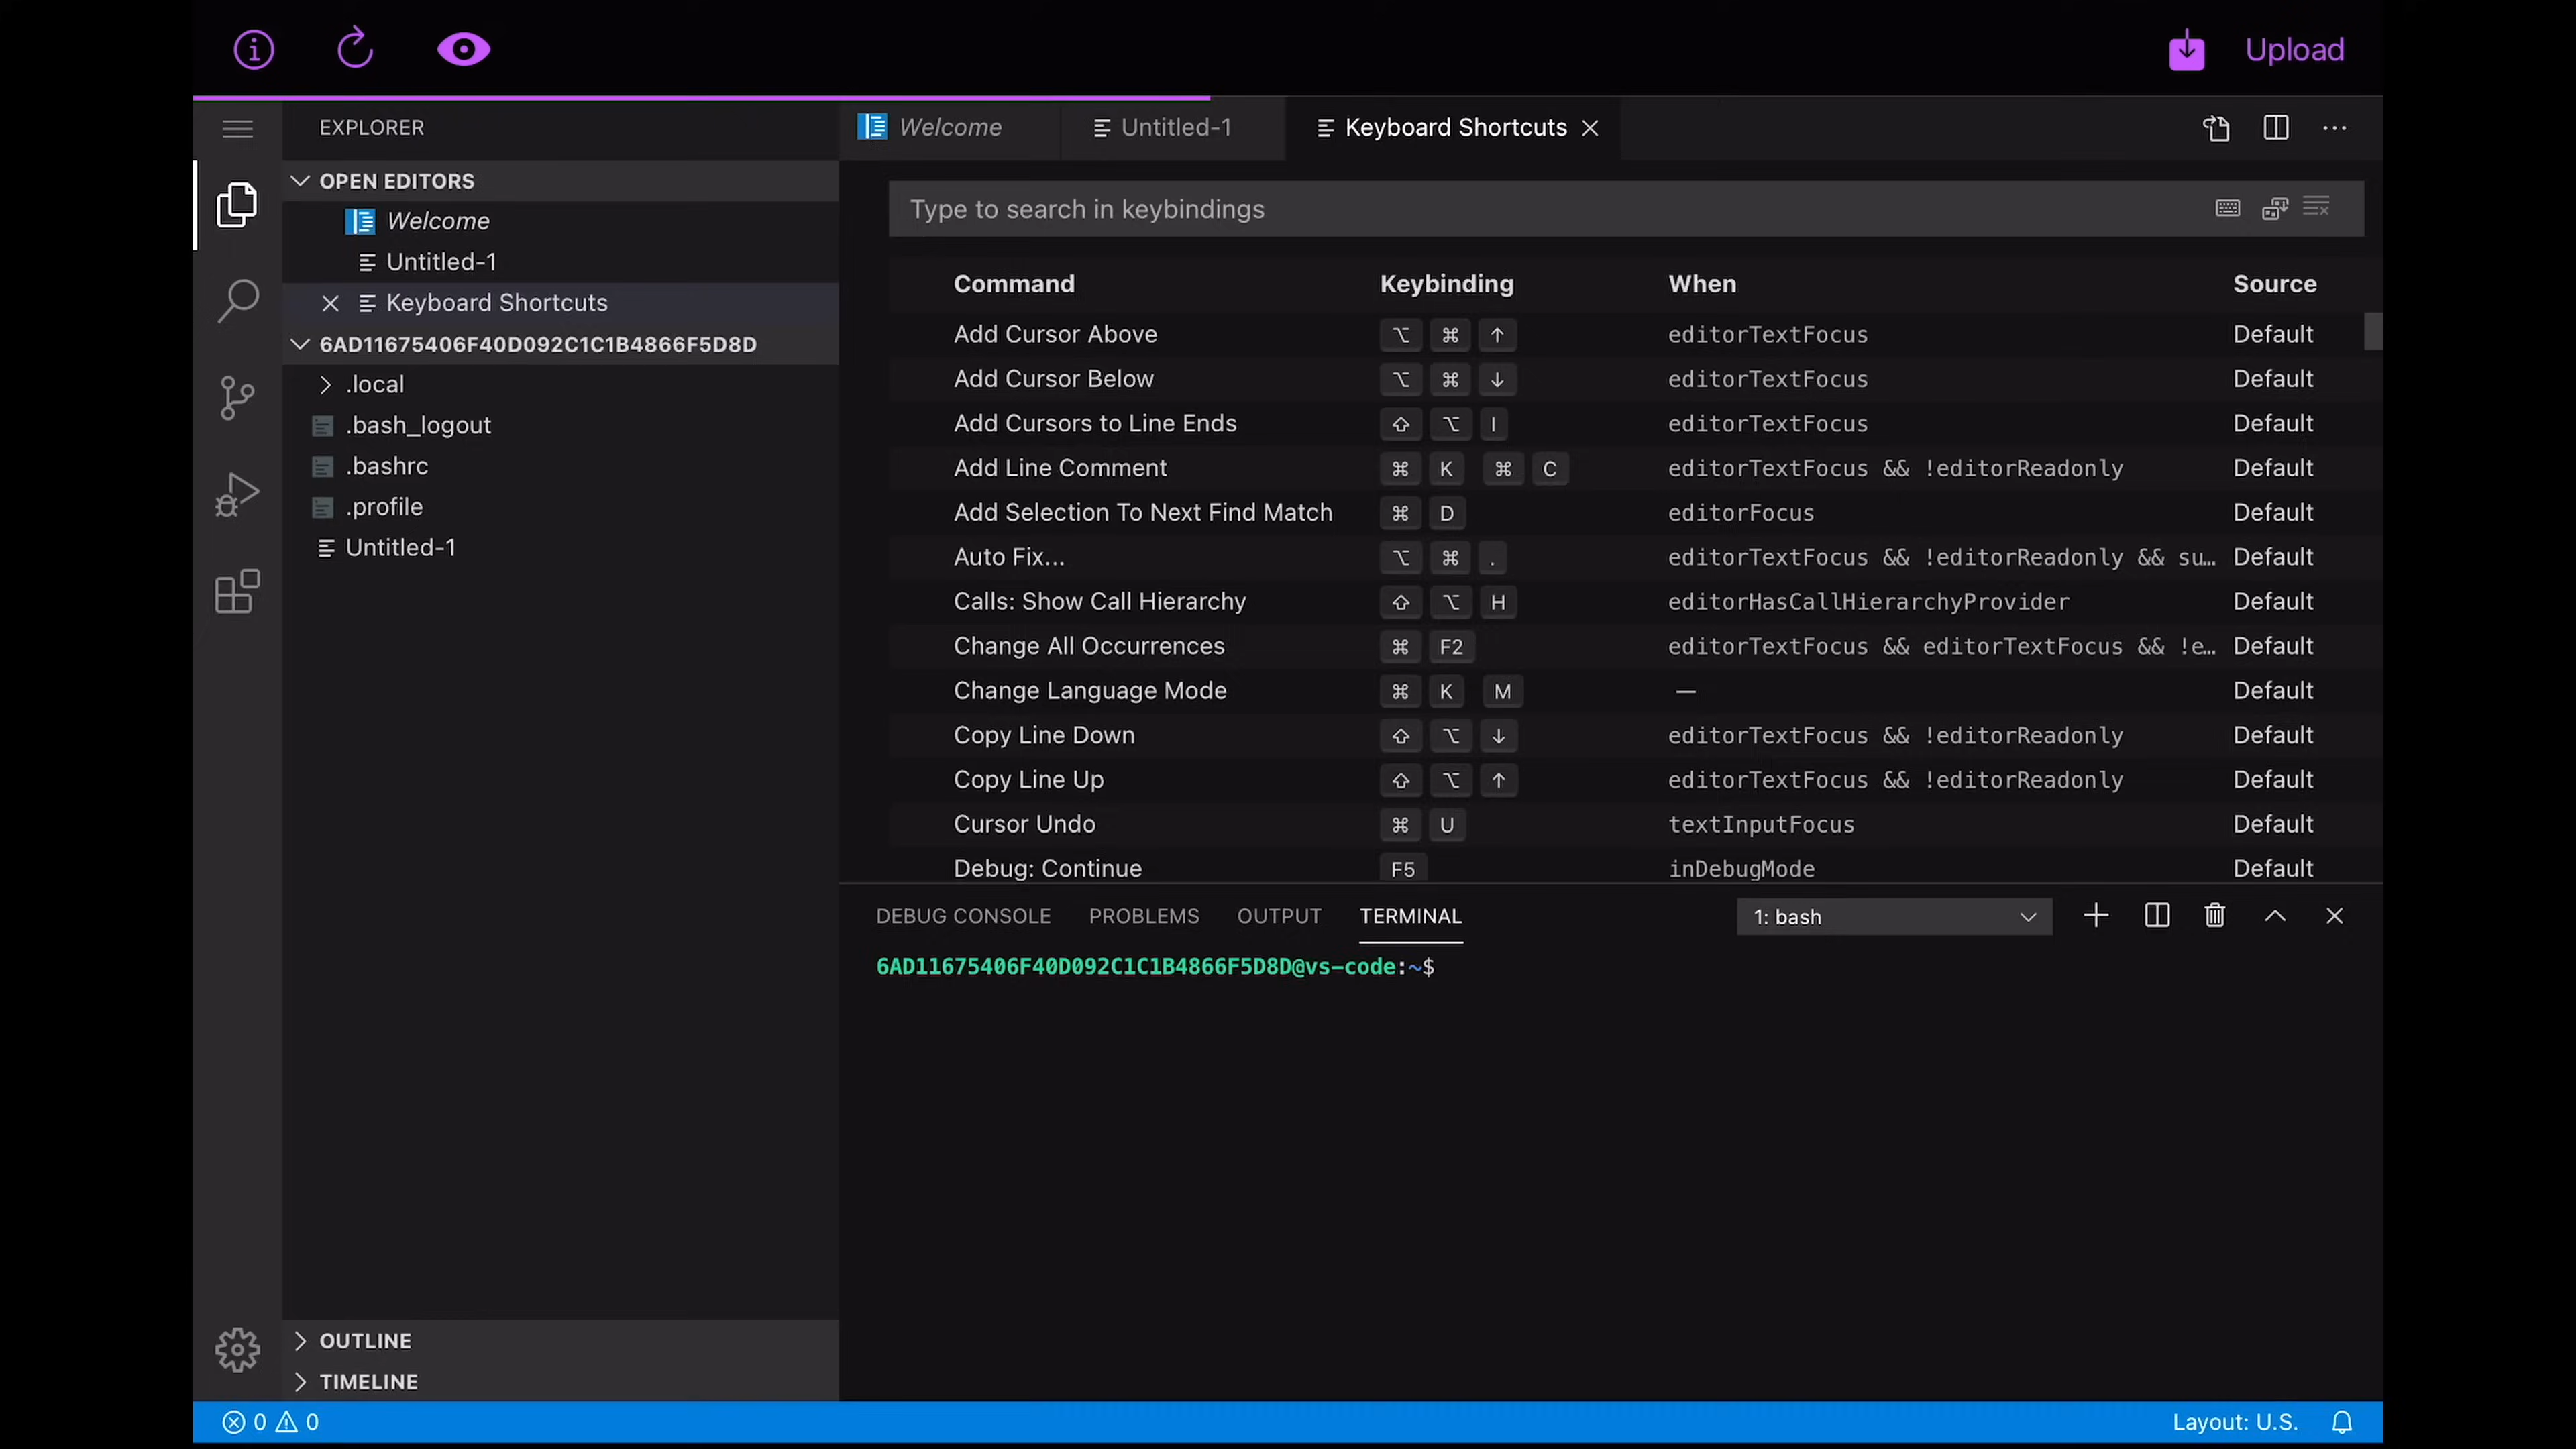 Upload
EXPLORER
OPEN EDITORS
Welcome
Untitled-1
Keyboard Shortcuts
6AD11675406F40D092C1C1B4866F5D8D
.local
.bash_logout
.bashrc
.profile
Untitled-1
OUTLINE
TIMELINE
Welcome Untitled-1 Keyboard Shortcuts
Type to search in keybindings
Command Keybinding When Source
Add Cursor Above ⌥ ⌘ ↑ editorTextFocus Default
Add Cursor Below ⌥ ⌘ ↓ editorTextFocus Default
Add Cursors to Line Ends ⇧ ⌥ I editorTextFocus Default
Add Line Comment ⌘ K ⌘ C editorTextFocus && !editorReadonly Default
Add Selection To Next Find Match ⌘ D editorFocus Default
Auto Fix... ⌥ ⌘ . editorTextFocus && !editorReadonly && su… Default
Calls: Show Call Hierarchy ⇧ ⌥ H editorHasCallHierarchyProvider Default
Change All Occurrences ⌘ F2 editorTextFocus && editorTextFocus && !e… Default
Change Language Mode ⌘ K M — Default
Copy Line Down ⇧ ⌥ ↓ editorTextFocus && !editorReadonly Default
Copy Line Up ⇧ ⌥ ↑ editorTextFocus && !editorReadonly Default
Cursor Undo ⌘ U textInputFocus Default
Debug: Continue F5 inDebugMode Default
DEBUG CONSOLE PROBLEMS OUTPUT TERMINAL 1: bash
6AD11675406F40D092C1C1B4866F5D8D@vs-code:~$
0 0 Layout: U.S.